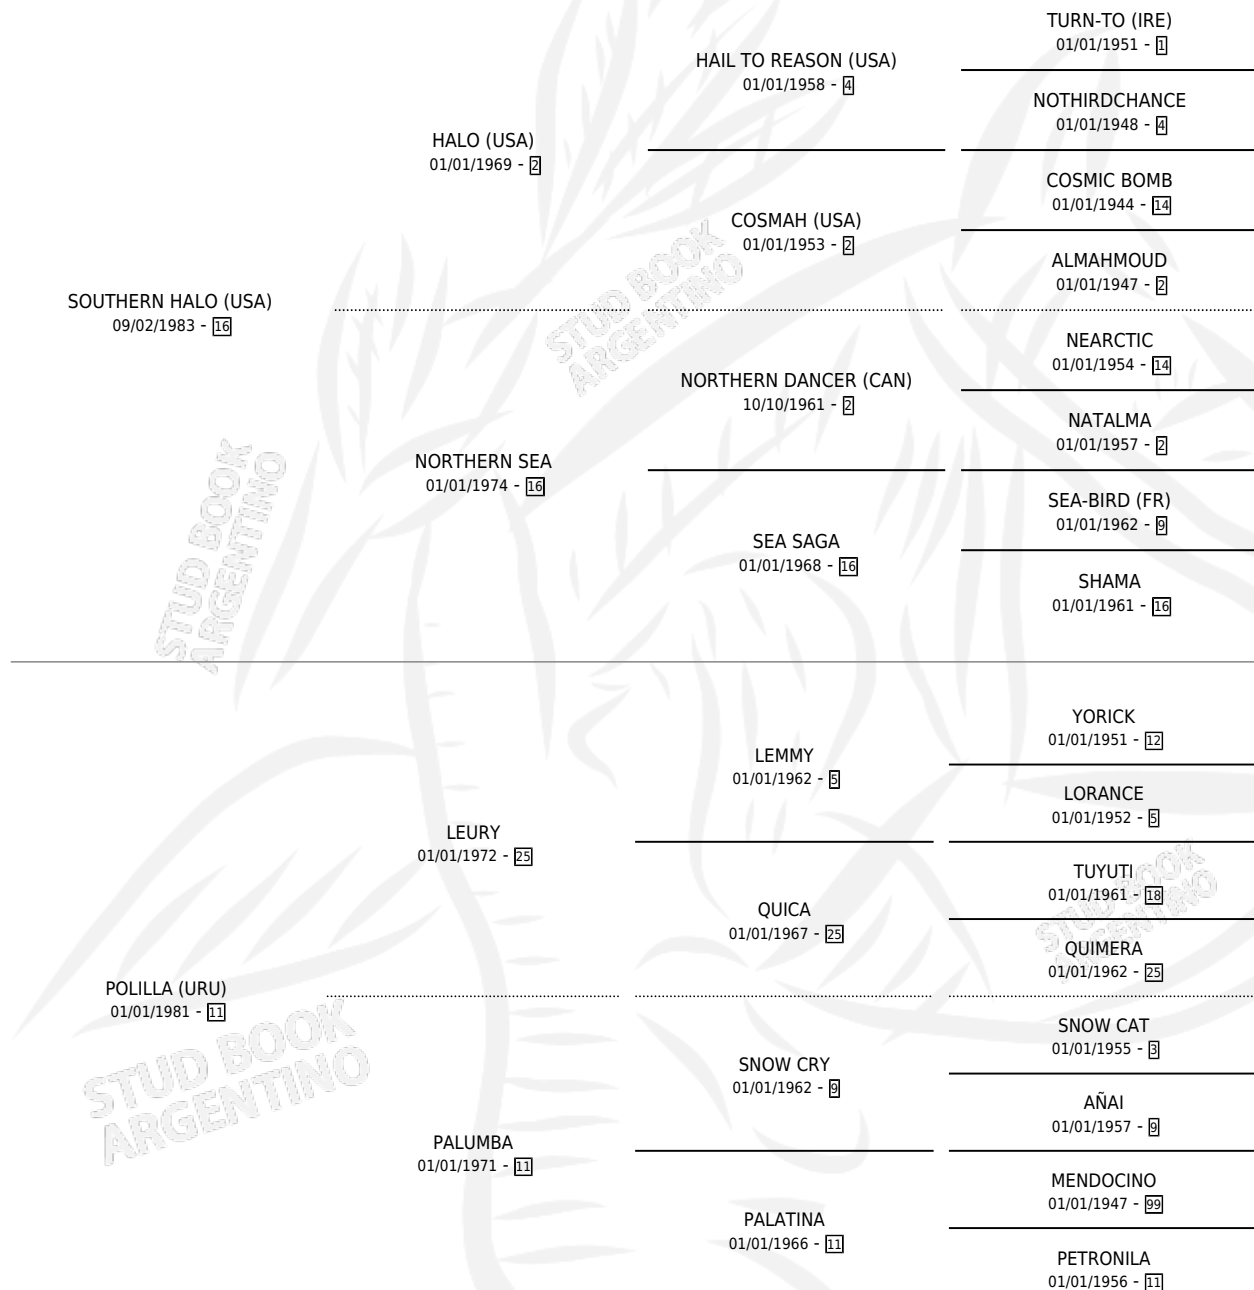 TURN-TO (IRE)
01/01/1951 - 1
HAIL TO REASON (USA)
01/01/1958 - 4
NOTHIRDCHANCE
01/01/1948 - 4
HALO (USA)
01/01/1969 - 2
COSMIC BOMB
01/01/1944 - 14
COSMAH (USA)
01/01/1953 - 2
ALMAHMOUD
01/01/1947 - 2
SOUTHERN HALO (USA)
09/02/1983 - 16
NEARCTIC
01/01/1954 - 14
NORTHERN DANCER (CAN)
10/10/1961 - 2
NATALMA
01/01/1957 - 2
NORTHERN SEA
01/01/1974 - 16
SEA-BIRD (FR)
01/01/1962 - 9
SEA SAGA
01/01/1968 - 16
SHAMA
01/01/1961 - 16
YORICK
01/01/1951 - 12
LEMMY
01/01/1962 - 5
LORANCE
01/01/1952 - 5
LEURY
01/01/1972 - 25
TUYUTI
01/01/1961 - 18
QUICA
01/01/1967 - 25
QUIMERA
01/01/1962 - 25
POLILLA (URU)
01/01/1981 - 11
SNOW CAT
01/01/1955 - 3
SNOW CRY
01/01/1962 - 9
AÑAI
01/01/1957 - 9
PALUMBA
01/01/1971 - 11
MENDOCINO
01/01/1947 - 99
PALATINA
01/01/1966 - 11
PETRONILA
01/01/1956 - 11
STUD BOOK
ARGENTINO
STUD BOOK
ARGENTINO
STUD BOOK
ARGENTINO
STUD BOOK
ARGENTINO